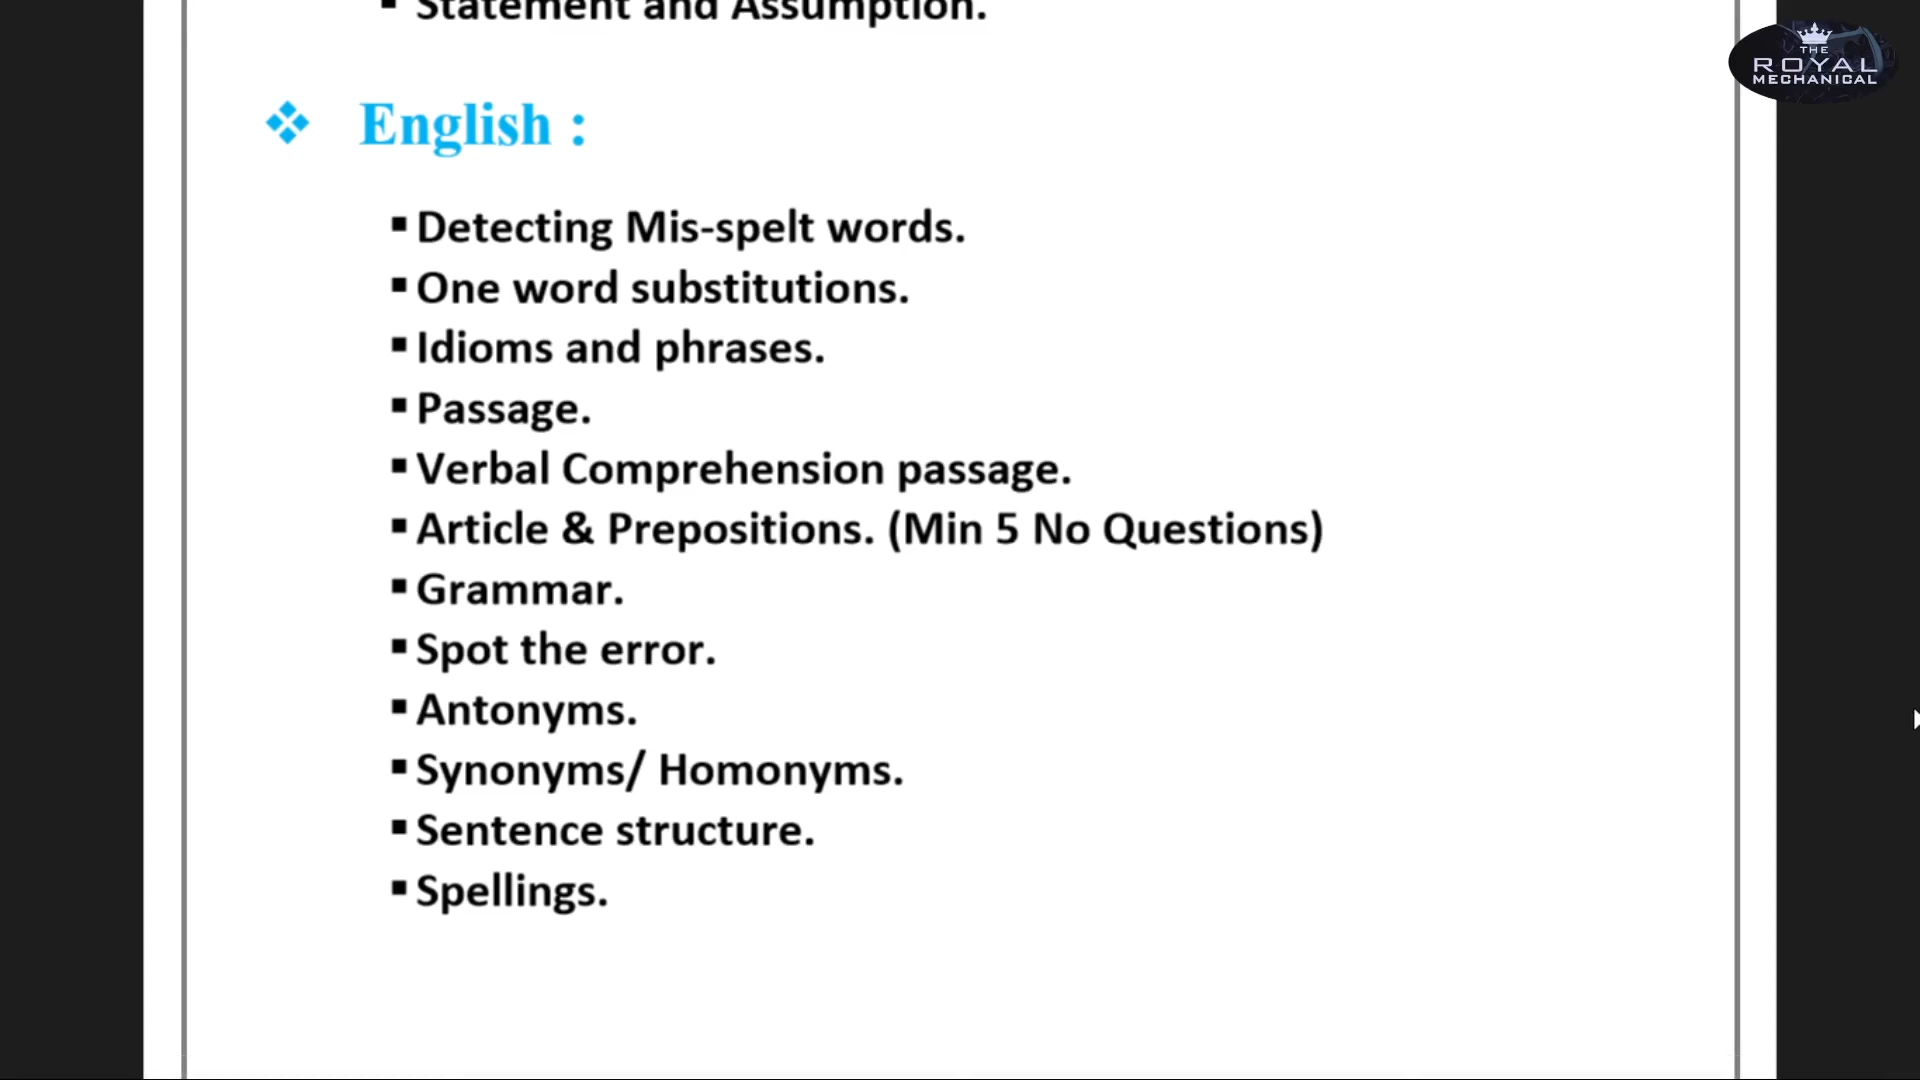 ▪ Statement and Assumption.
THE
ROYAL
MECHANICAL
❖ English :
▪ Detecting Mis-spelt words.
▪ One word substitutions.
▪ Idioms and phrases.
▪ Passage.
▪ Verbal Comprehension passage.
▪ Article & Prepositions. (Min 5 No Questions)
▪ Grammar.
▪ Spot the error.
▪ Antonyms.
▪ Synonyms/ Homonyms.
▪ Sentence structure.
▪ Spellings.